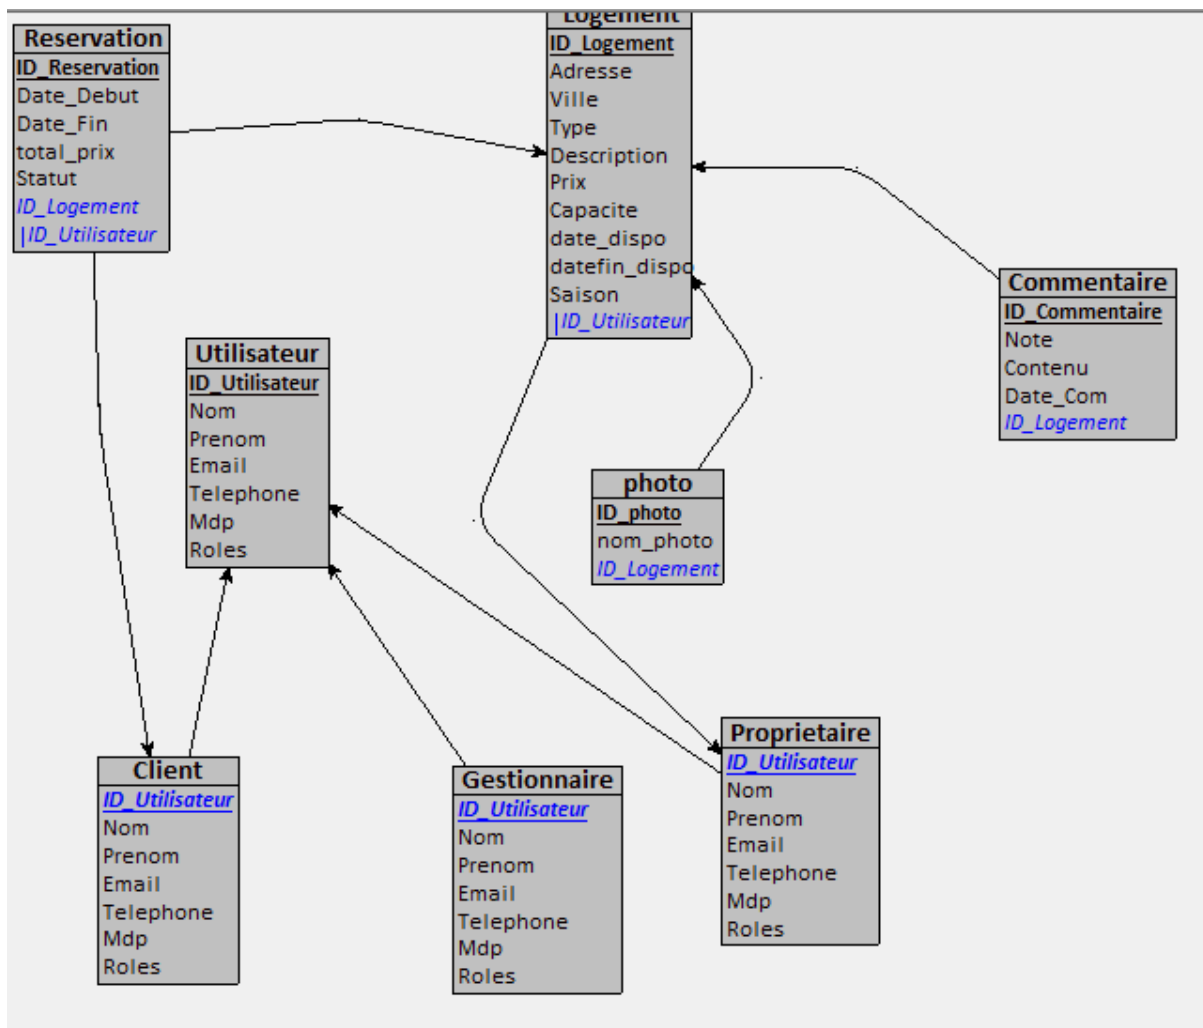 Reservation
ID_Reservation
Date_Debut
Date_Fin
total_prix
Statut
ID_Logement
|ID_Utilisateur
Logement
ID_Logement
Adresse
Ville
Type
Description
Prix
Capacite
date_dispo
datefin_dispo
Saison
|ID_Utilisateur
Commentaire
ID_Commentaire
Note
Contenu
Date_Com
ID_Logement
Utilisateur
ID_Utilisateur
Nom
Prenom
Email
Telephone
Mdp
Roles
photo
ID_photo
nom_photo
ID_Logement
Client
ID_Utilisateur
Nom
Prenom
Email
Telephone
Mdp
Roles
Gestionnaire
ID_Utilisateur
Nom
Prenom
Email
Telephone
Mdp
Roles
Proprietaire
ID_Utilisateur
Nom
Prenom
Email
Telephone
Mdp
Roles